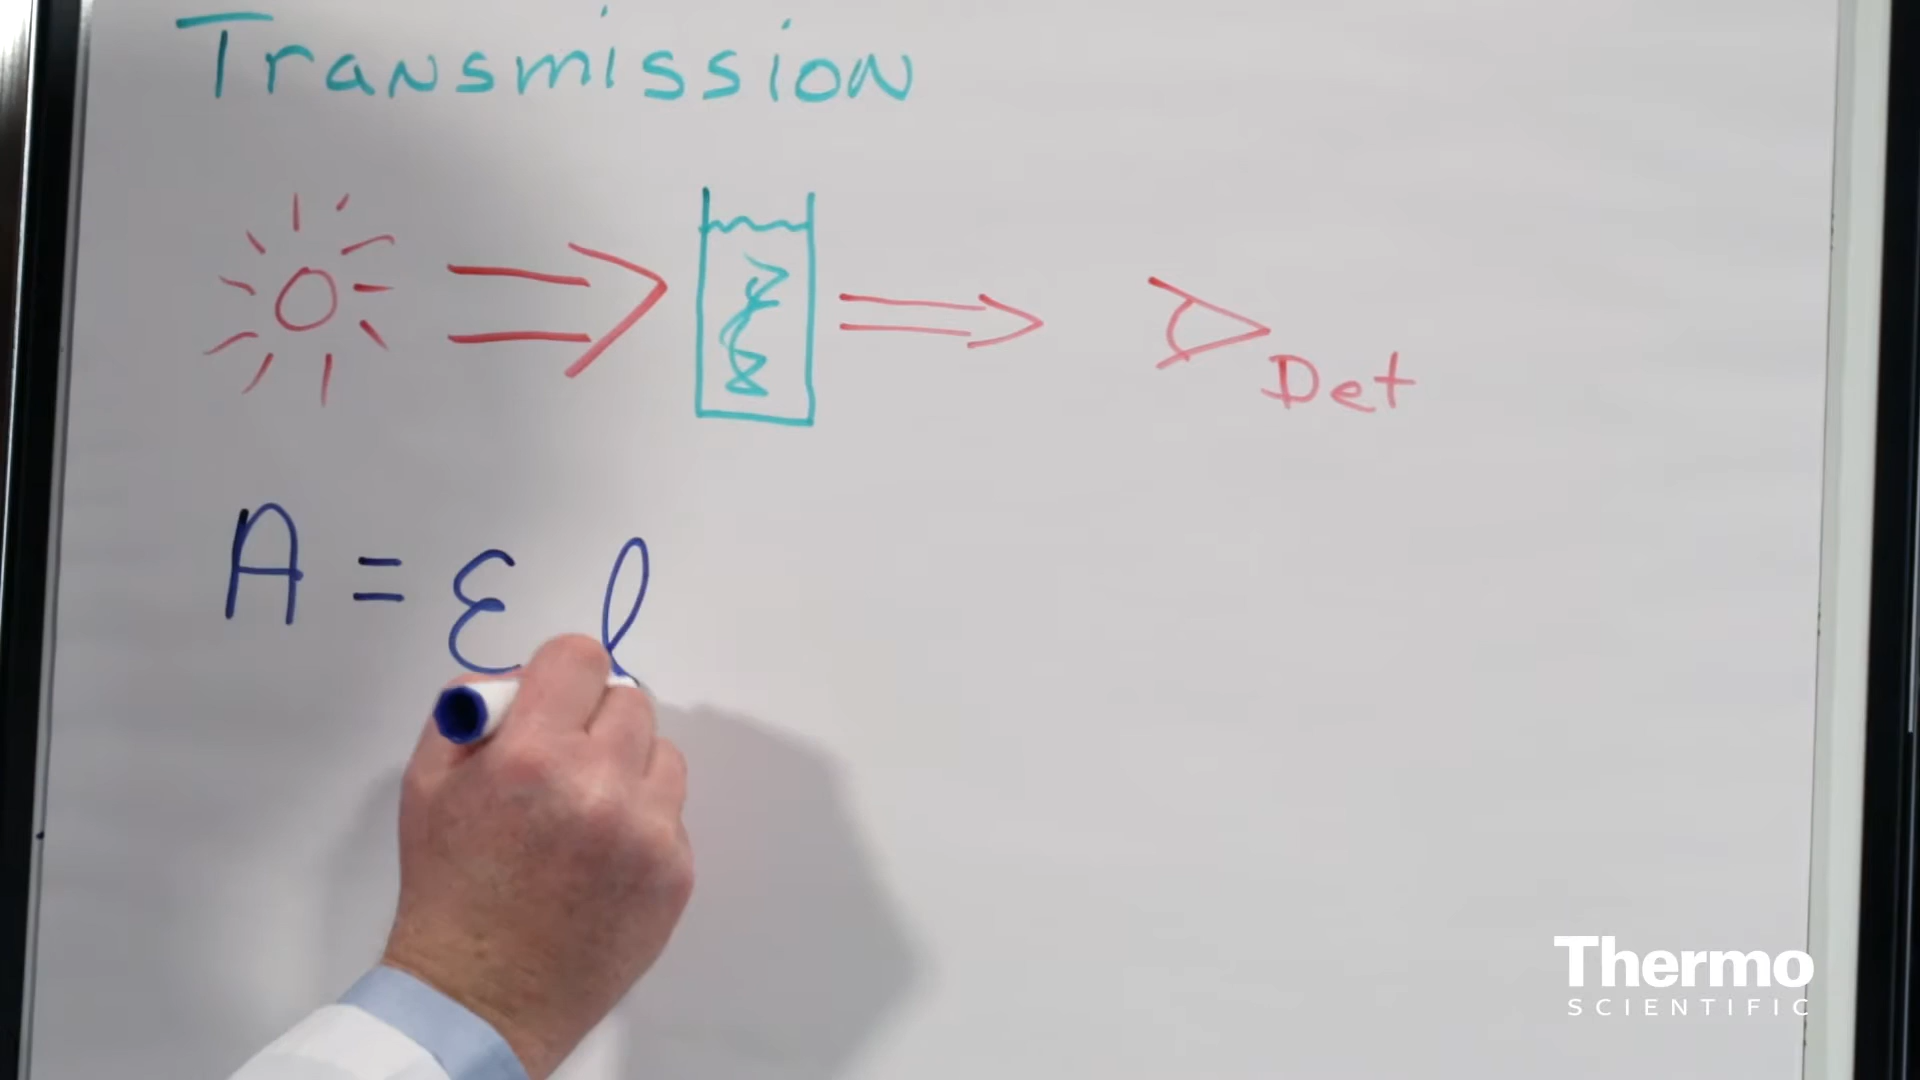 Transmission
Det
A = ε l
Thermo
SCIENTIFIC